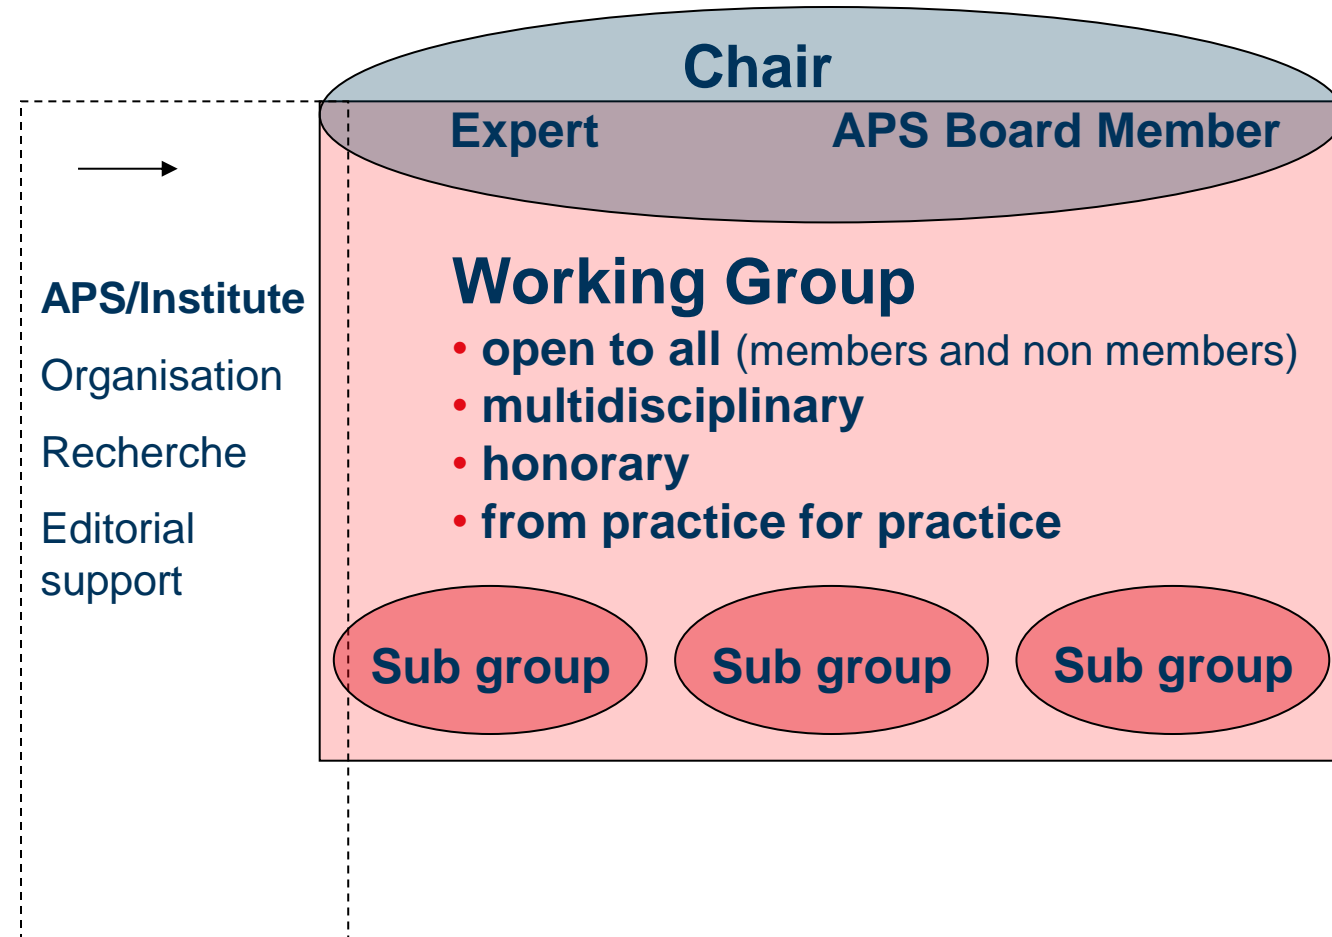 Chair
Expert APS Board Member
APS/Institute
Organisation
Recherche
Editorial
support
Working Group
• open to all (members and non members)
• multidisciplinary
• honorary
• from practice for practice
Sub group Sub group Sub group